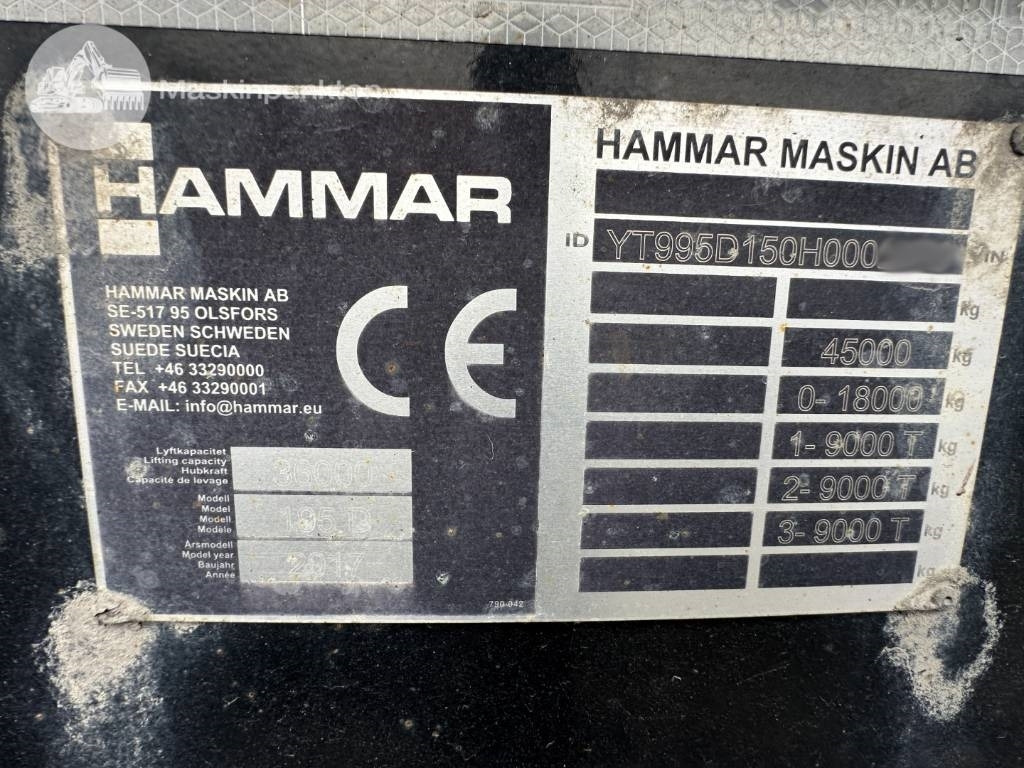 Maskinpunkten
HAMMAR
HAMMAR MASKIN AB
SE-517 95 OLSFORS
SWEDEN SCHWEDEN
SUEDE SUECIA
TEL +46 33290000
FAX +46 33290001
E-MAIL: info@hammar.eu
CE
Lyftkapacitet
Lifting capacity
Hubkraft
Capacité de levage
36000
Modell
Model
Modell
Modèle
195 D
Årsmodell
Model year
Baujahr
Année
2017
790-042
HAMMAR MASKIN AB
ID YT995D150H000 VIN
kg
45000 kg
0- 18000 kg
1- 9000 T kg
2- 9000 T kg
3- 9000 T kg
kg